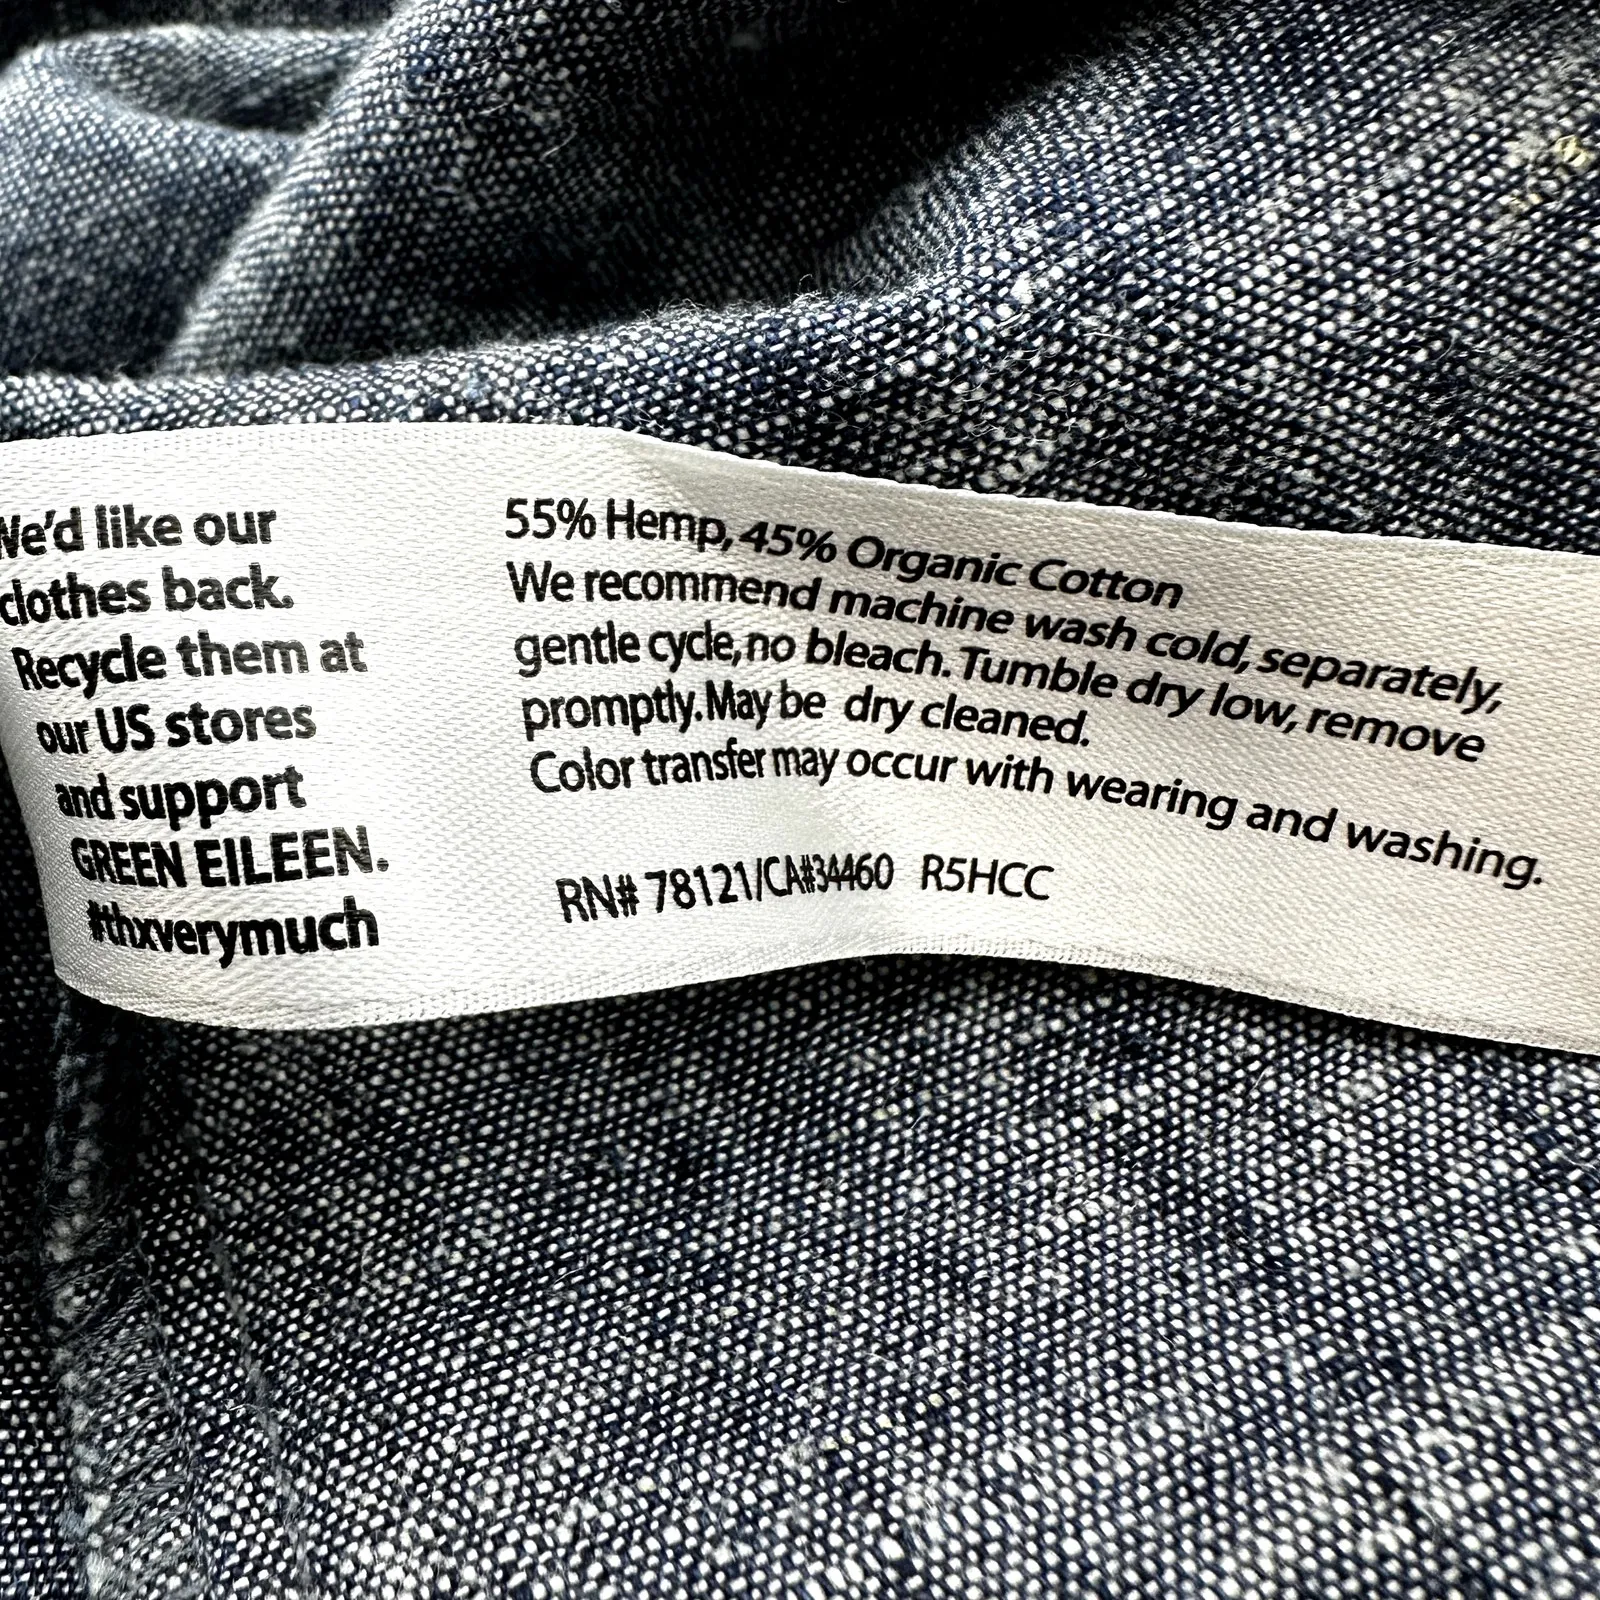 We'd like our
clothes back.
Recycle them at
our US stores
and support
GREEN EILEEN.
#thxverymuch
55% Hemp, 45% Organic Cotton
We recommend machine wash cold, separately,
gentle cycle, no bleach. Tumble dry low, remove
promptly. May be dry cleaned.
Color transfer may occur with wearing and washing.
RN# 78121/CA#34460 R5HCC